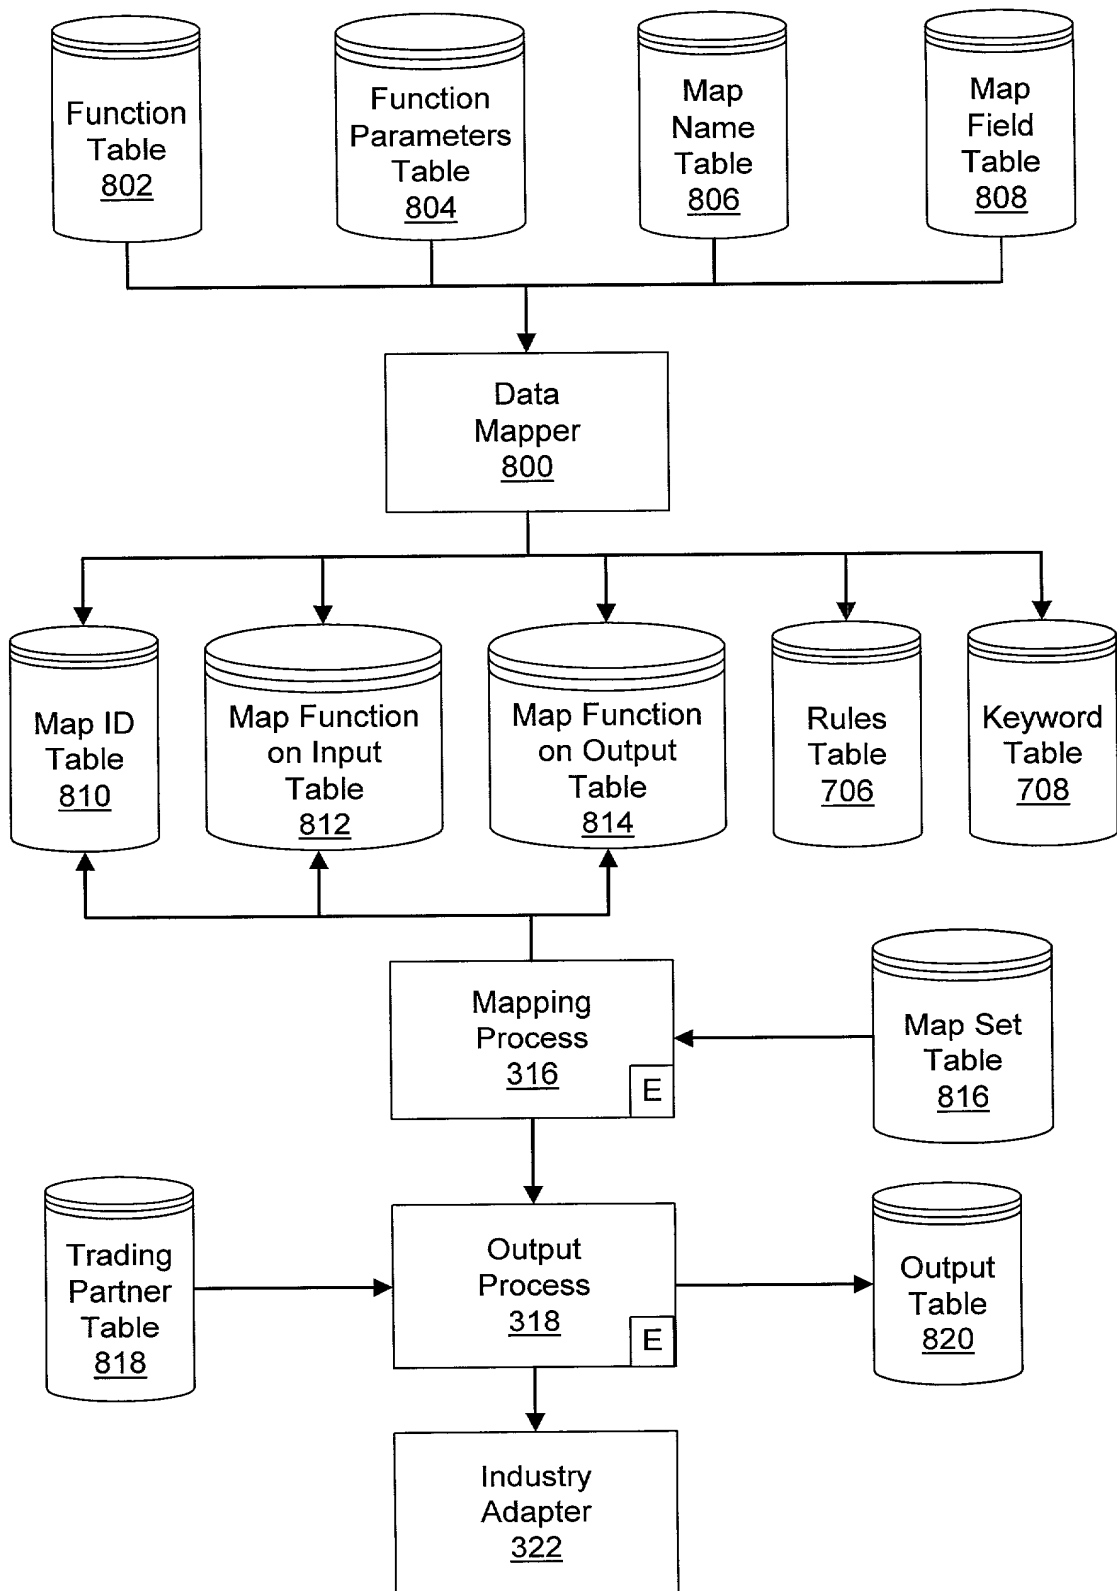 Function
Table
802
Function
Parameters
Table
804
Map
Name
Table
806
Map
Field
Table
808
Data
Mapper
800
Map ID
Table
810
Map Function
on Input
Table
812
Map Function
on Output
Table
814
Rules
Table
706
Keyword
Table
708
Mapping
Process
316
E
Map Set
Table
816
Trading
Partner
Table
818
Output
Process
318
E
Output
Table
820
Industry
Adapter
322